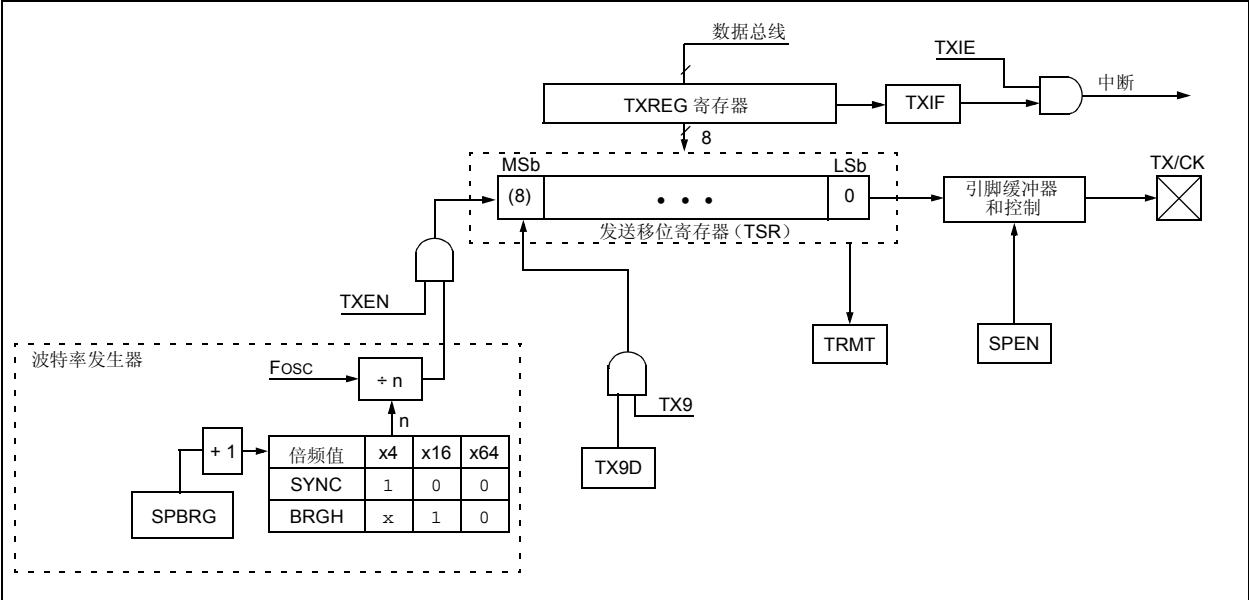 数据总线
TXIE
TXREG 寄存器
TXIF
中断
8
MSb
LSb
TX/CK
(8)
• • •
0
引脚缓冲器
和控制
发送移位寄存器（TSR）
TXEN
TRMT
SPEN
波特率发生器
FOSC
÷ n
n
TX9
+ 1
倍频值 x4 x16 x64
SYNC 1 0 0
BRGH x 1 0
TX9D
SPBRG